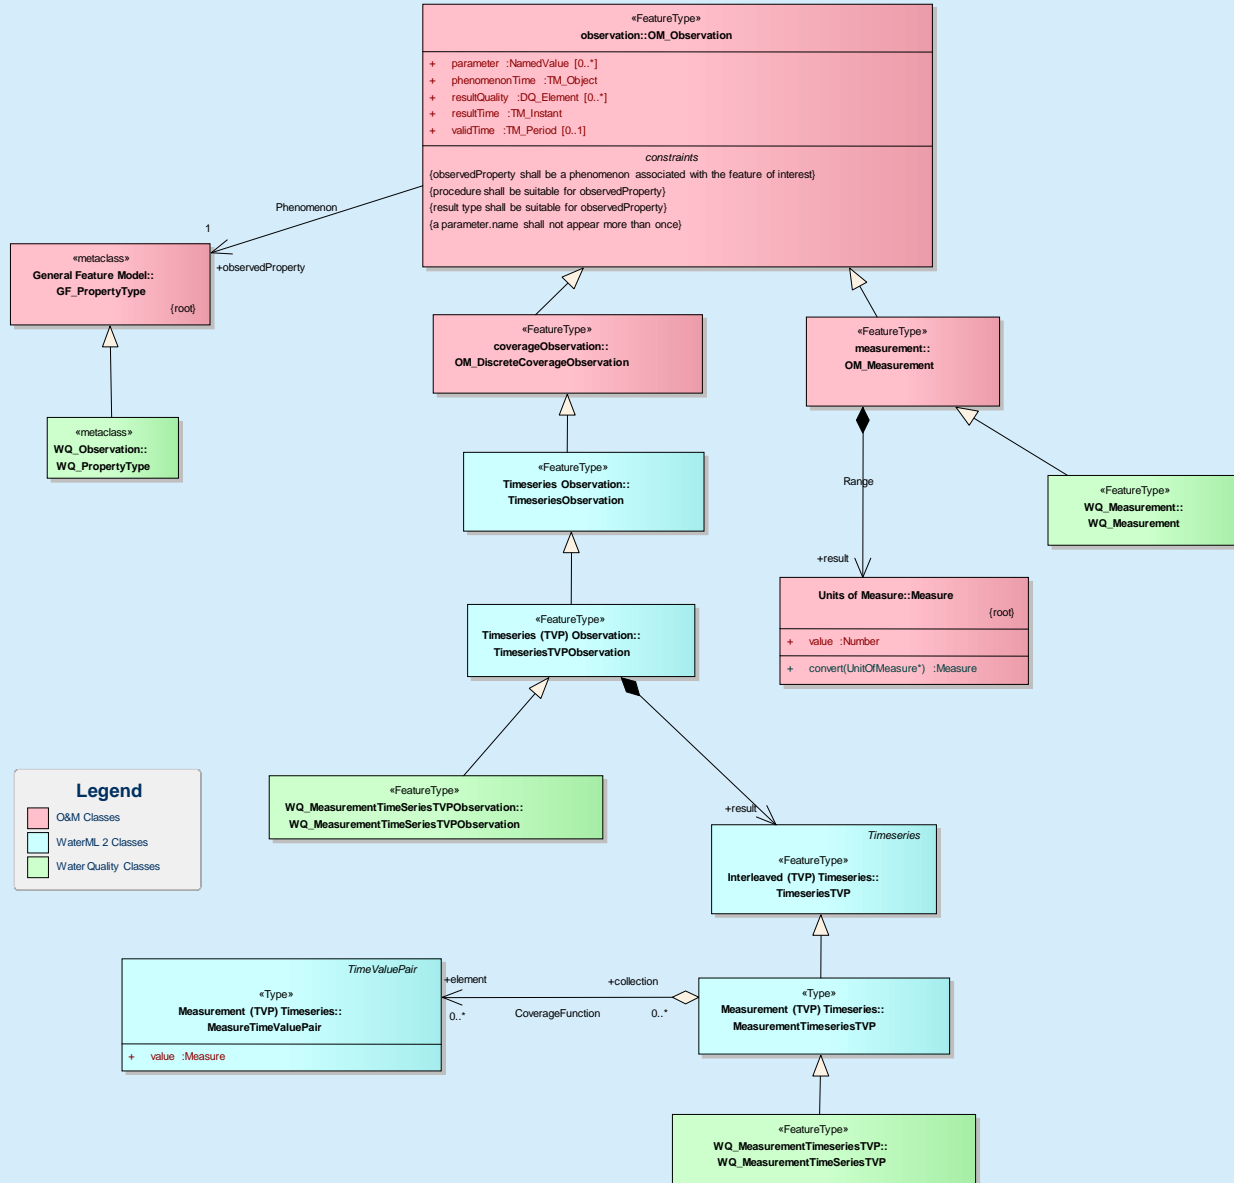 «FeatureType»
observation::OM_Observation
+ parameter :NamedValue [0..*]
+ phenomenonTime :TM_Object
+ resultQuality :DQ_Element [0..*]
+ resultTime :TM_Instant
+ validTime :TM_Period [0..1]
constraints
{observedProperty shall be a phenomenon associated with the feature of interest}
{procedure shall be suitable for observedProperty}
{result type shall be suitable for observedProperty}
{a parameter.name shall not appear more than once}
Phenomenon
1
+observedProperty
«metaclass»
General Feature Model::
GF_PropertyType
{root}
«FeatureType»
coverageObservation::
OM_DiscreteCoverageObservation
«FeatureType»
measurement::
OM_Measurement
«metaclass»
WQ_Observation::
WQ_PropertyType
«FeatureType»
Timeseries Observation::
TimeseriesObservation
Range
+result
«FeatureType»
WQ_Measurement::
WQ_Measurement
Units of Measure::Measure
{root}
+ value :Number
+ convert(UnitOfMeasure*) :Measure
«FeatureType»
Timeseries (TVP) Observation::
TimeseriesTVPObservation
«FeatureType»
WQ_MeasurementTimeSeriesTVPObservation::
WQ_MeasurementTimeSeriesTVPObservation
Legend
O&M Classes
WaterML 2 Classes
Water Quality Classes
+result
Timeseries
«FeatureType»
Interleaved (TVP) Timeseries::
TimeseriesTVP
TimeValuePair
«Type»
Measurement (TVP) Timeseries::
MeasureTimeValuePair
+ value :Measure
+element
0..*
CoverageFunction
+collection
0..*
«Type»
Measurement (TVP) Timeseries::
MeasurementTimeseriesTVP
«FeatureType»
WQ_MeasurementTimeseriesTVP::
WQ_MeasurementTimeSeriesTVP